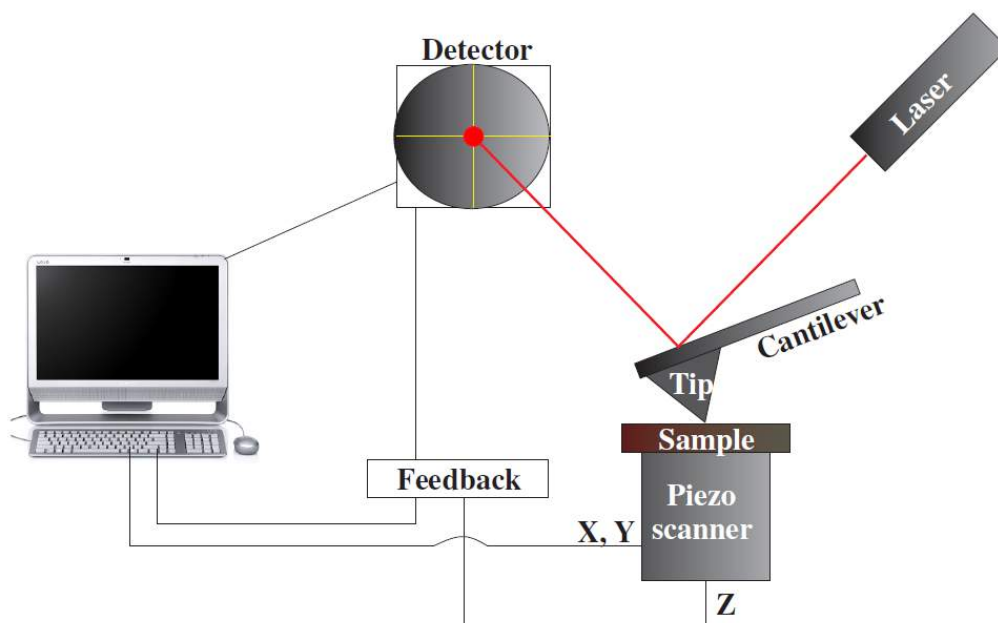 Detector
Laser
Cantilever
Tip
Sample
Feedback
Piezo
scanner
X, Y
Z